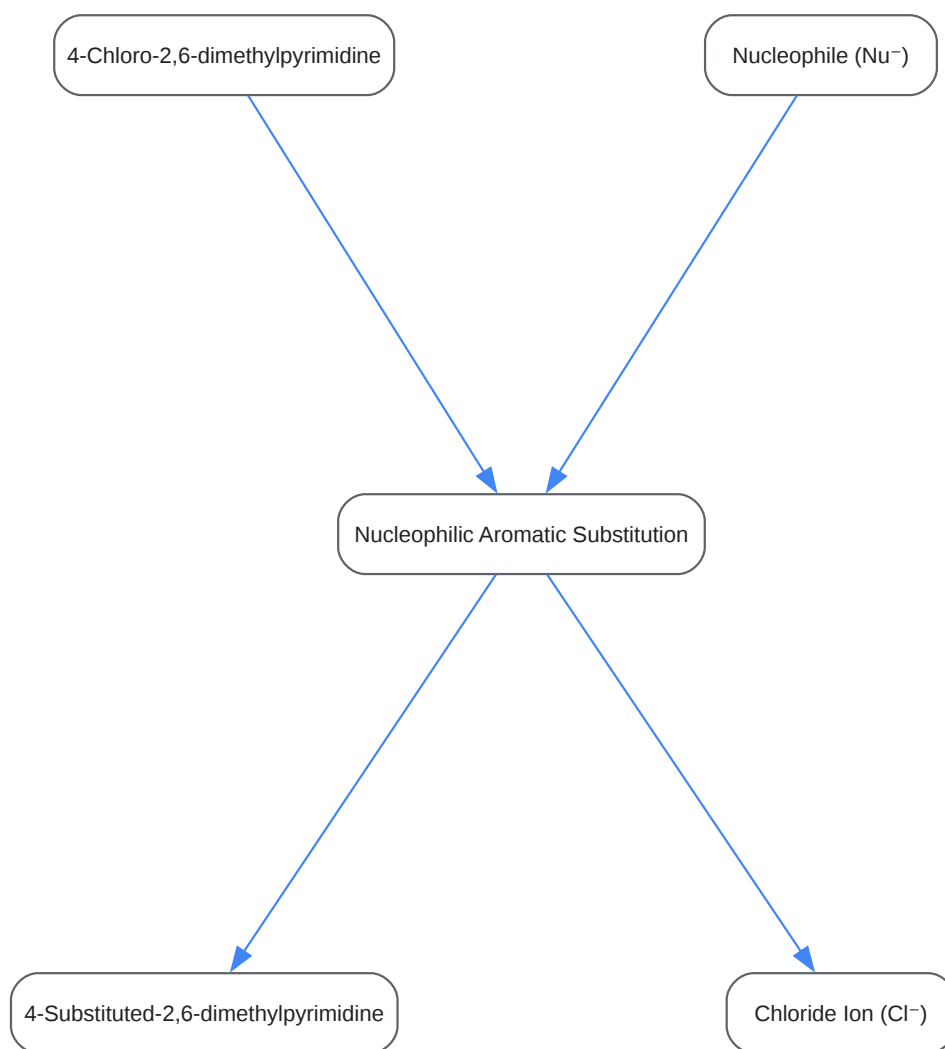 4-Chloro-2,6-dimethylpyrimidine
Nucleophile (Nu⁻)
Nucleophilic Aromatic Substitution
4-Substituted-2,6-dimethylpyrimidine
Chloride Ion (Cl⁻)